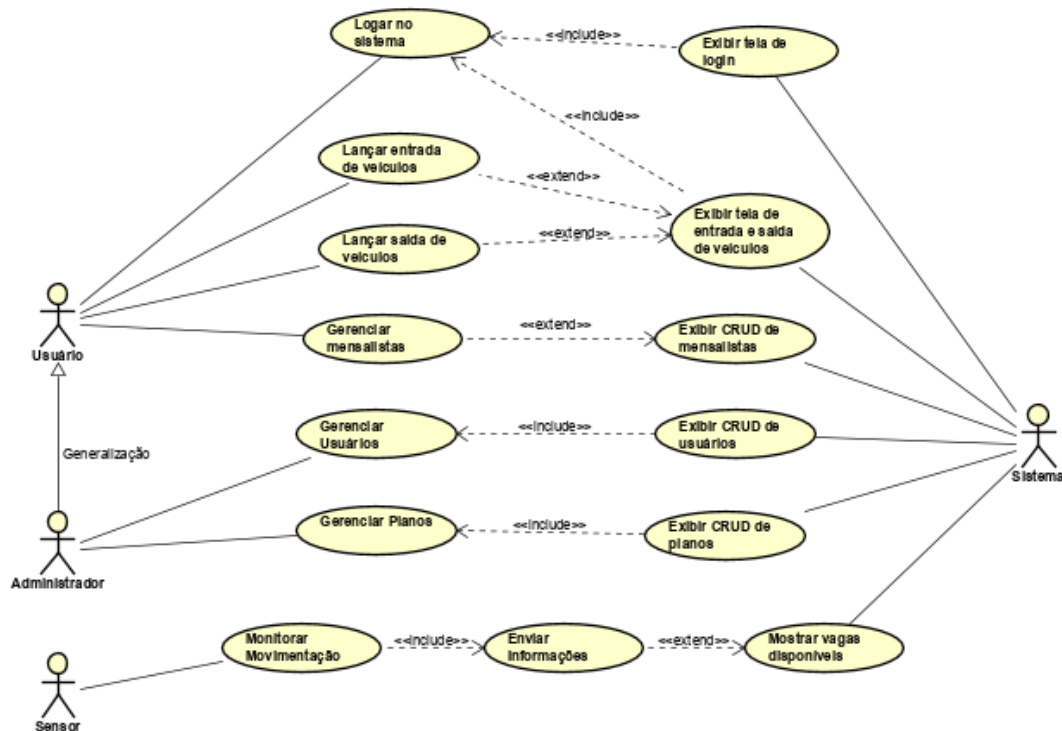 Logar no
sistema
<<include>>
Exibir tela de
login
<<include>>
Lançar entrada
de veiculos
<<extend>>
Exibir tela de
entrada e saida
de veiculos
Lançar saida de
veiculos
<<extend>>
Usuário
Gerenciar
mensalistas
<<extend>>
Exibir CRUD de
mensalistas
Generalização
Gerenciar
Usuários
<<include>>
Exibir CRUD de
usuários
Sistema
Administrador
Gerenciar Planos
<<include>>
Exibir CRUD de
planos
Monitorar
Movimentação
<<include>>
Enviar
Informações
<<extend>>
Mostrar vagas
disponíveis
Sensor